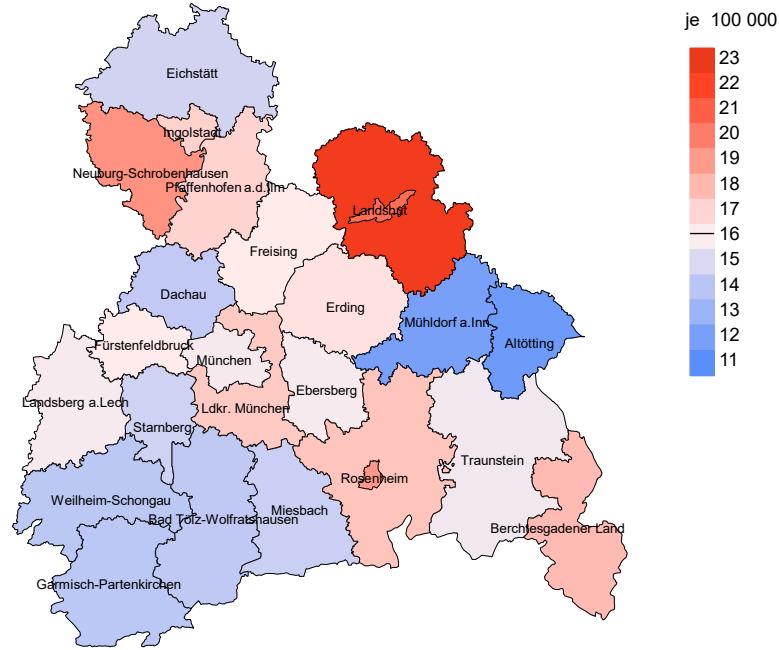 je 100 000
23
22
21
20
19
18
17
16
15
14
13
12
11
Eichstätt
Ingolstadt
Neuburg-Schrobenhausen
Pfaffenhofen a.d.Ilm
Landshut
Freising
Dachau
Erding
Mühldorf a.Inn
Altötting
Fürstenfeldbruck
München
Ebersberg
Landsberg a.Lech
Ldkr. München
Starnberg
Traunstein
Rosenheim
Weilheim-Schongau
Miesbach
Bad Tölz-Wolfratshausen
Berchtesgadener Land
Garmisch-Partenkirchen